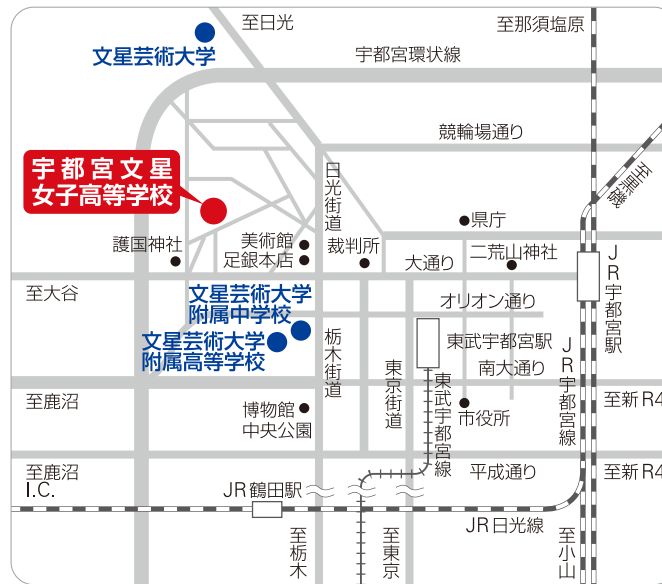 至日光
至那須塩原
文星芸術大学
宇都宮環状線
競輪場通り
宇都宮文星
女子高等学校
日光街道
至黒磯
県庁
護国神社
美術館
足銀本店
裁判所
大通り
二荒山神社
JR宇都宮駅
至大谷
文星芸術大学
附属中学校
オリオン通り
文星芸術大学
附属高等学校
栃木街道
東武宇都宮駅
南大通り
JR宇都宮線
東京街道
東武宇都宮線
至鹿沼
至新R4
博物館
中央公園
市役所
至鹿沼
I.C.
平成通り
至新R4
JR鶴田駅
JR日光線
至栃木
至東京
至小山